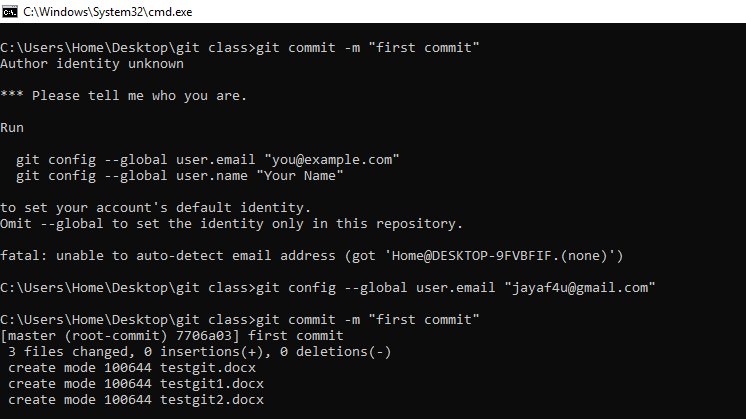 C:\Windows\System32\cmd.exe
C:\Users\Home\Desktop\git class>git commit -m "first commit"
Author identity unknown
*** Please tell me who you are.
Run
git config --global user.email "you@example.com"
git config --global user.name "Your Name"
to set your account's default identity.
Omit --global to set the identity only in this repository.
fatal: unable to auto-detect email address (got 'Home@DESKTOP-9FVBFIF.(none)')
C:\Users\Home\Desktop\git class>git config --global user.email "jayaf4u@gmail.com"
C:\Users\Home\Desktop\git class>git commit -m "first commit"
[master (root-commit) 7706a03] first commit
3 files changed, 0 insertions(+), 0 deletions(-)
create mode 100644 testgit.docx
create mode 100644 testgit1.docx
create mode 100644 testgit2.docx